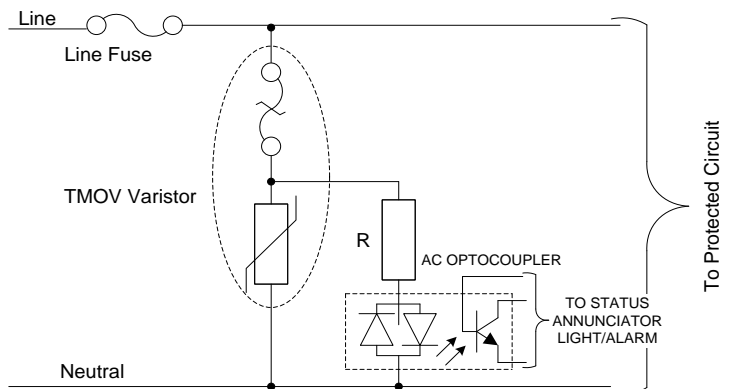 Line
Line Fuse
TMOV Varistor
R
AC OPTOCOUPLER
TO STATUS
ANNUNCIATOR
LIGHT/ALARM
Neutral
To Protected Circuit